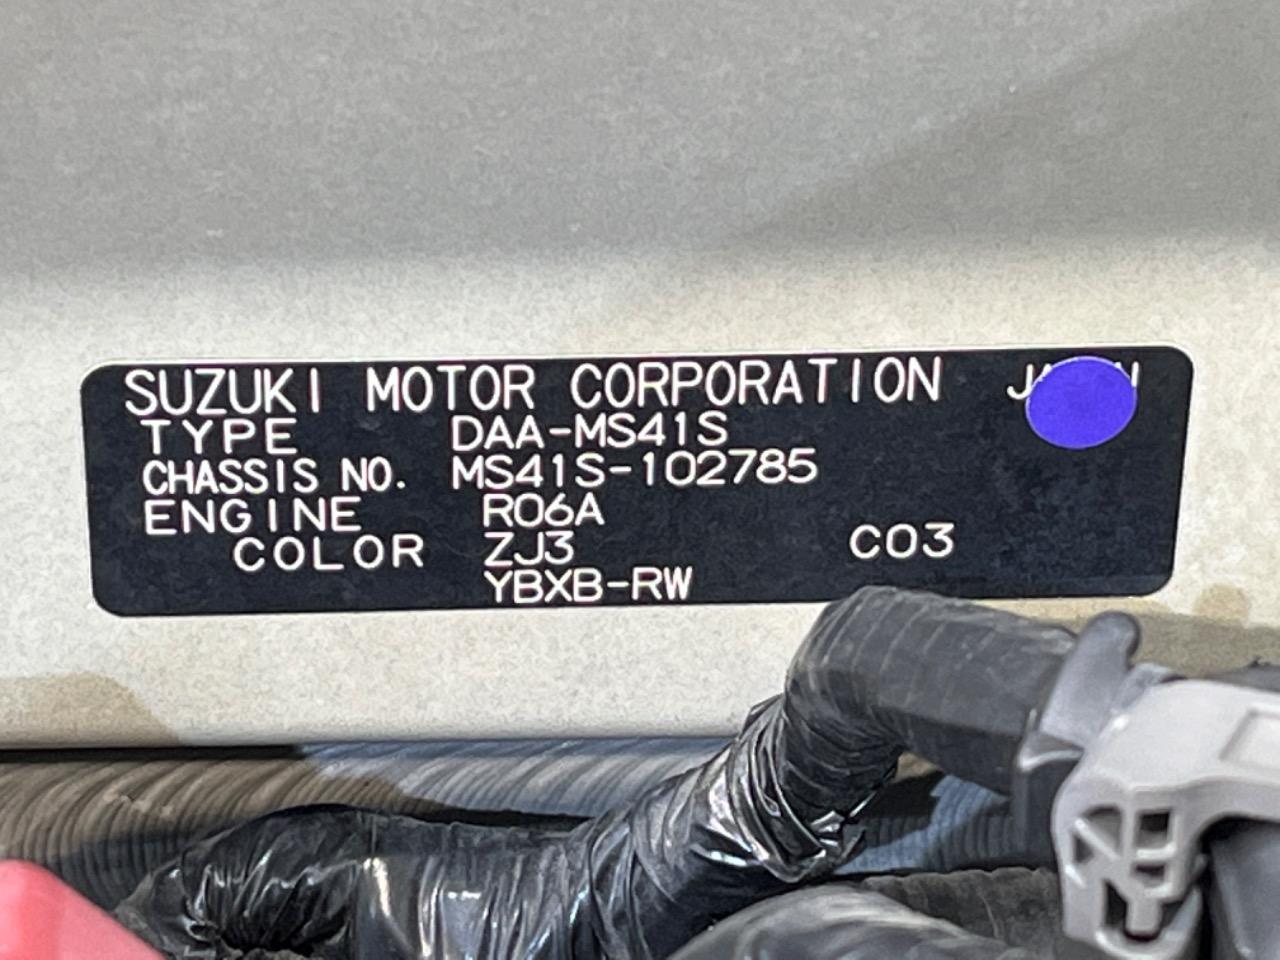 SUZUKI MOTOR CORPORATION
TYPE DAA-MS41S
CHASSIS NO. MS41S-102785
ENGINE R06A
COLOR ZJ3 C03
YBXB-RW